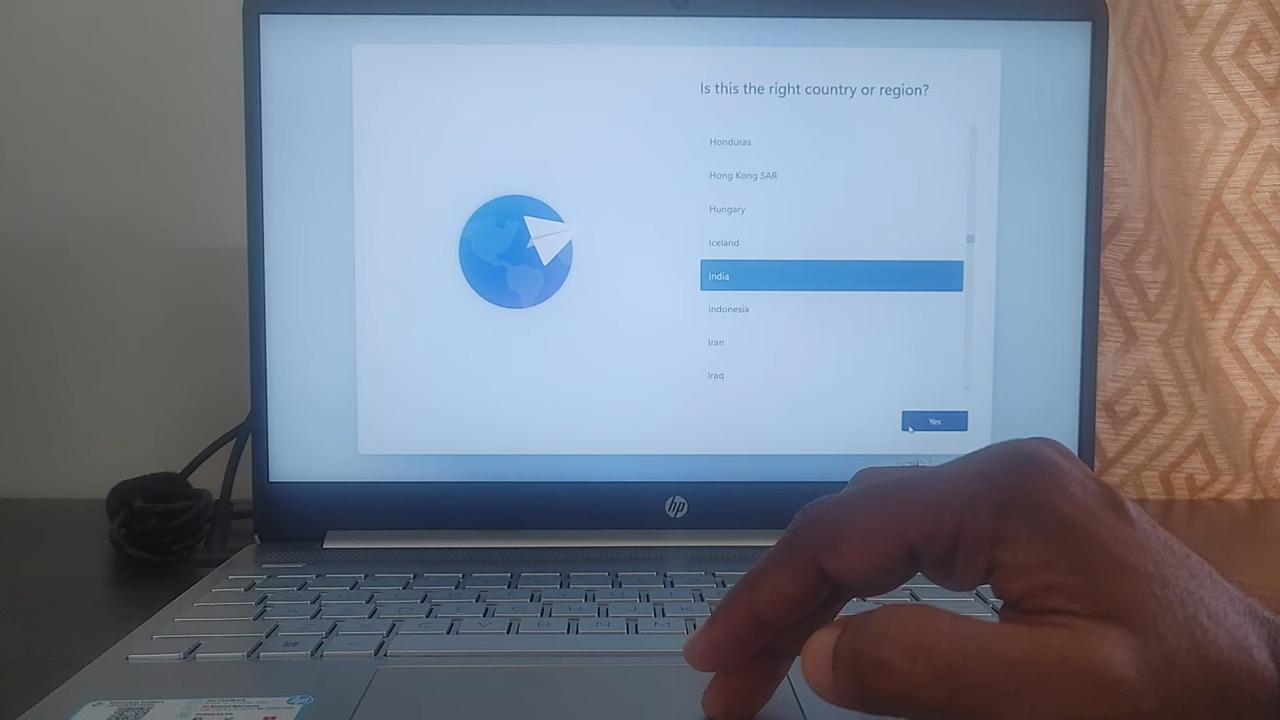 Is this the right country or region?
Honduras
Hong Kong SAR
Hungary
Iceland
India
Indonesia
Iran
Iraq
Yes
hp